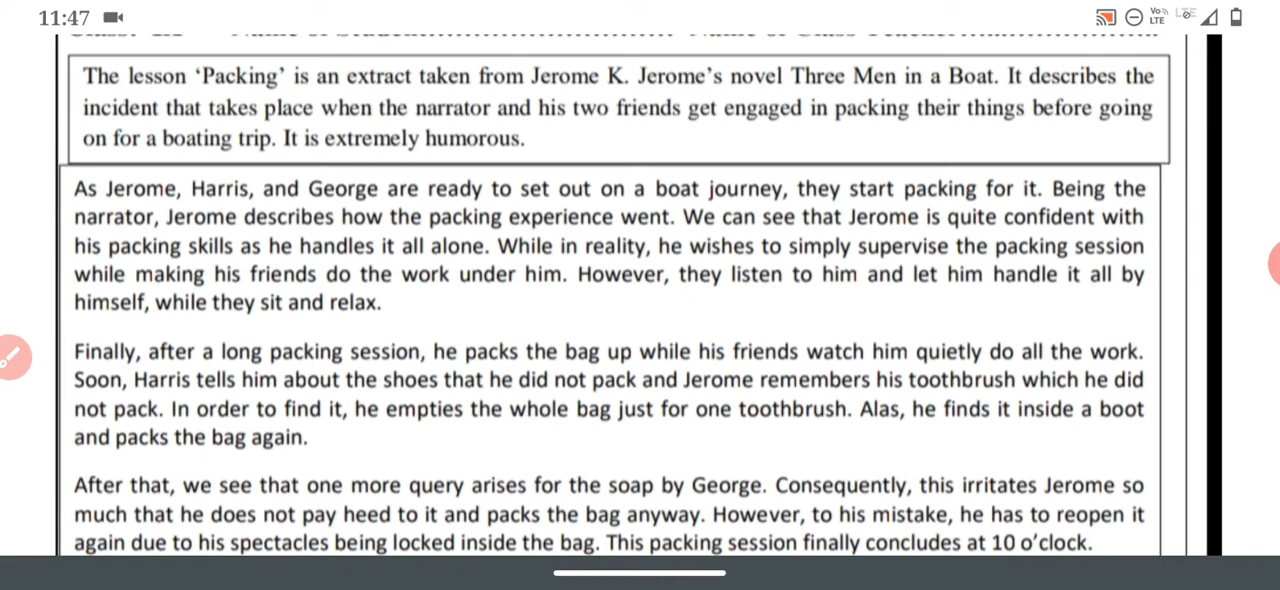 11:47
Vo
LTE
LTE
The lesson ‘Packing’ is an extract taken from Jerome K. Jerome’s novel Three Men in a Boat. It describes the
incident that takes place when the narrator and his two friends get engaged in packing their things before going
on for a boating trip. It is extremely humorous.
As Jerome, Harris, and George are ready to set out on a boat journey, they start packing for it. Being the
narrator, Jerome describes how the packing experience went. We can see that Jerome is quite confident with
his packing skills as he handles it all alone. While in reality, he wishes to simply supervise the packing session
while making his friends do the work under him. However, they listen to him and let him handle it all by
himself, while they sit and relax.
Finally, after a long packing session, he packs the bag up while his friends watch him quietly do all the work.
Soon, Harris tells him about the shoes that he did not pack and Jerome remembers his toothbrush which he did
not pack. In order to find it, he empties the whole bag just for one toothbrush. Alas, he finds it inside a boot
and packs the bag again.
After that, we see that one more query arises for the soap by George. Consequently, this irritates Jerome so
much that he does not pay heed to it and packs the bag anyway. However, to his mistake, he has to reopen it
again due to his spectacles being locked inside the bag. This packing session finally concludes at 10 o’clock.